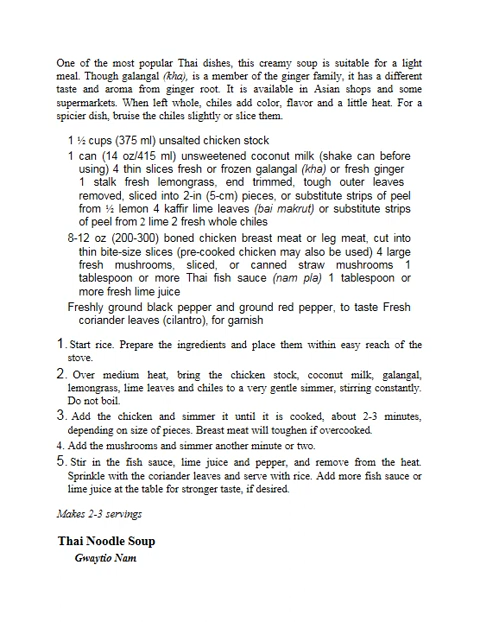 One of the most popular Thai dishes, this creamy soup is suitable for a light
meal. Though galangal (kha), is a member of the ginger family, it has a different
taste and aroma from ginger root. It is available in Asian shops and some
supermarkets. When left whole, chiles add color, flavor and a little heat. For a
spicier dish, bruise the chiles slightly or slice them.
1 ½ cups (375 ml) unsalted chicken stock
1 can (14 oz/415 ml) unsweetened coconut milk (shake can before
using) 4 thin slices fresh or frozen galangal (kha) or fresh ginger
1 stalk fresh lemongrass, end trimmed, tough outer leaves
removed, sliced into 2-in (5-cm) pieces, or substitute strips of peel
from ½ lemon 4 kaffir lime leaves (bai makrut) or substitute strips
of peel from 2 lime 2 fresh whole chiles
8-12 oz (200-300) boned chicken breast meat or leg meat, cut into
thin bite-size slices (pre-cooked chicken may also be used) 4 large
fresh mushrooms, sliced, or canned straw mushrooms 1
tablespoon or more Thai fish sauce (nam pla) 1 tablespoon or
more fresh lime juice
Freshly ground black pepper and ground red pepper, to taste Fresh
coriander leaves (cilantro), for garnish
1. Start rice. Prepare the ingredients and place them within easy reach of the
stove.
2. Over medium heat, bring the chicken stock, coconut milk, galangal,
lemongrass, lime leaves and chiles to a very gentle simmer, stirring constantly.
Do not boil.
3. Add the chicken and simmer it until it is cooked, about 2-3 minutes,
depending on size of pieces. Breast meat will toughen if overcooked.
4. Add the mushrooms and simmer another minute or two.
5. Stir in the fish sauce, lime juice and pepper, and remove from the heat.
Sprinkle with the coriander leaves and serve with rice. Add more fish sauce or
lime juice at the table for stronger taste, if desired.
Makes 2-3 servings
Thai Noodle Soup
Gwaytio Nam